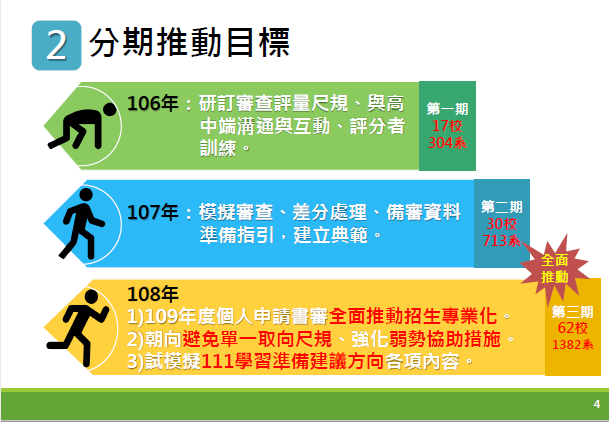 2 分期推動目標
106年：研訂審查評量尺規、與高
中端溝通與互動、評分者
訓練。
第一期
17校
304系
107年：模擬審查、差分處理、備審資料
準備指引，建立典範。
第二期
30校
713系
全面
推動
108年
1)109年度個人申請書審全面推動招生專業化。
2)朝向避免單一取向尺規、強化弱勢協助措施。
3)試模擬111學習準備建議方向各項內容。
第三期
62校
1382系
4